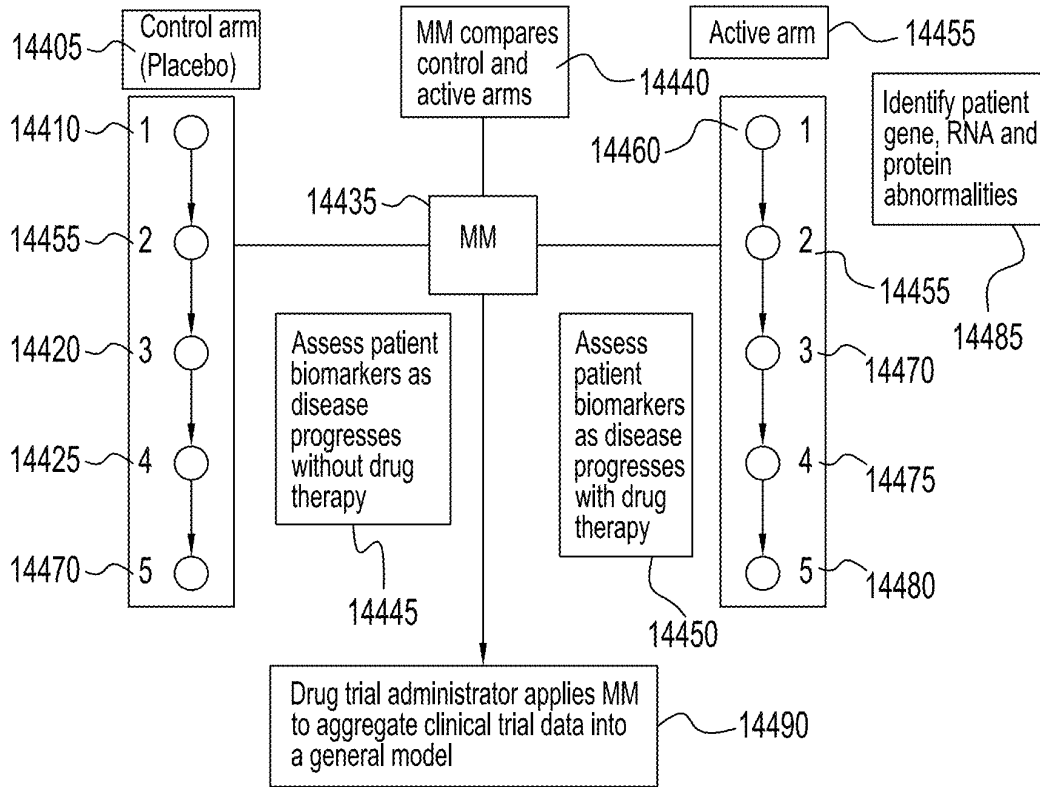 14405
Control arm
(Placebo)
MM compares
control and
active arms
14440
Active arm
14455
14410
1
14455
2
14420
3
14425
4
14470
5
14435
MM
14460
1
2
14455
3
14470
4
14475
5
14480
Identify patient
gene, RNA and
protein
abnormalities
14485
Assess patient
biomarkers as
disease
progresses
without drug
therapy
14445
Assess
patient
biomarkers
as disease
progresses
with drug
therapy
14450
Drug trial administrator applies MM
to aggregate clinical trial data into
a general model
14490